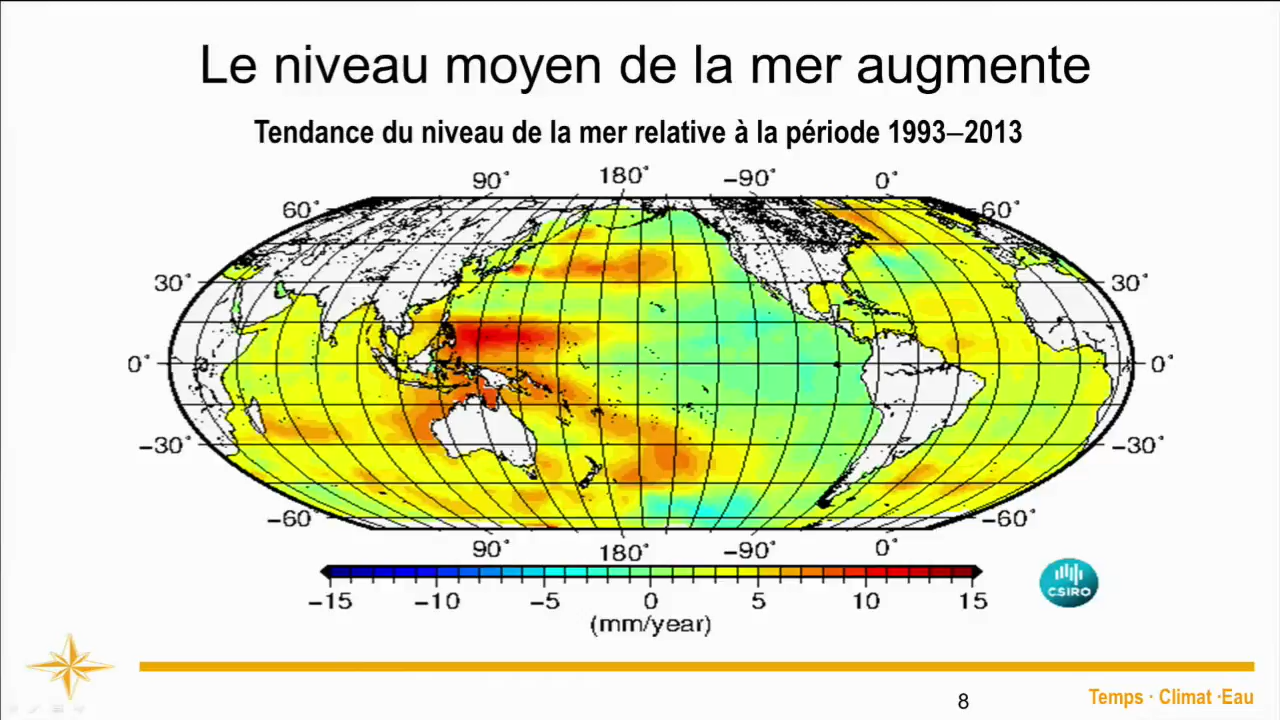 Le niveau moyen de la mer augmente
Tendance du niveau de la mer relative à la période 1993–2013
90° 180° −90° 0°
60° 60°
30° 30°
0° 0°
−30° −30°
−60° −60°
90° 180° −90° 0°
−15 −10 −5 0 5 10 15
(mm/year)
CSIRO
8
Temps · Climat ·Eau